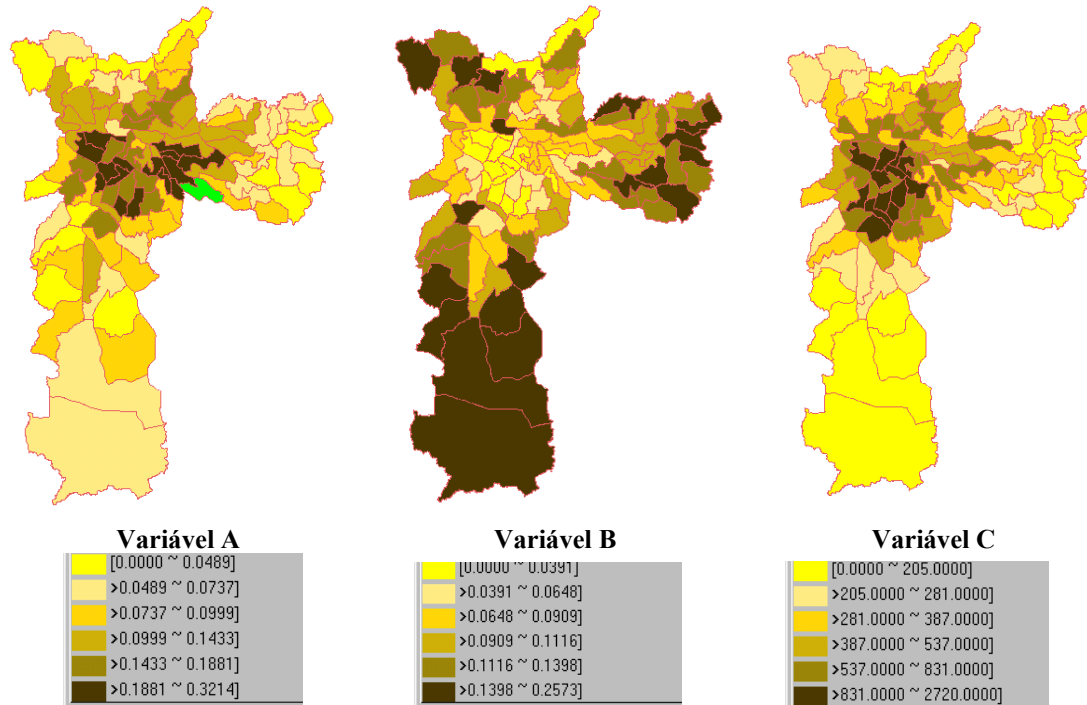 Variável A
[0.0000 ~ 0.0489]
>0.0489 ~ 0.0737]
>0.0737 ~ 0.0999]
>0.0999 ~ 0.1433]
>0.1433 ~ 0.1881]
>0.1881 ~ 0.3214]
Variável B
[0.0000 ~ 0.0391]
>0.0391 ~ 0.0648]
>0.0648 ~ 0.0909]
>0.0909 ~ 0.1116]
>0.1116 ~ 0.1398]
>0.1398 ~ 0.2573]
Variável C
[0.0000 ~ 205.0000]
>205.0000 ~ 281.0000]
>281.0000 ~ 387.0000]
>387.0000 ~ 537.0000]
>537.0000 ~ 831.0000]
>831.0000 ~ 2720.0000]